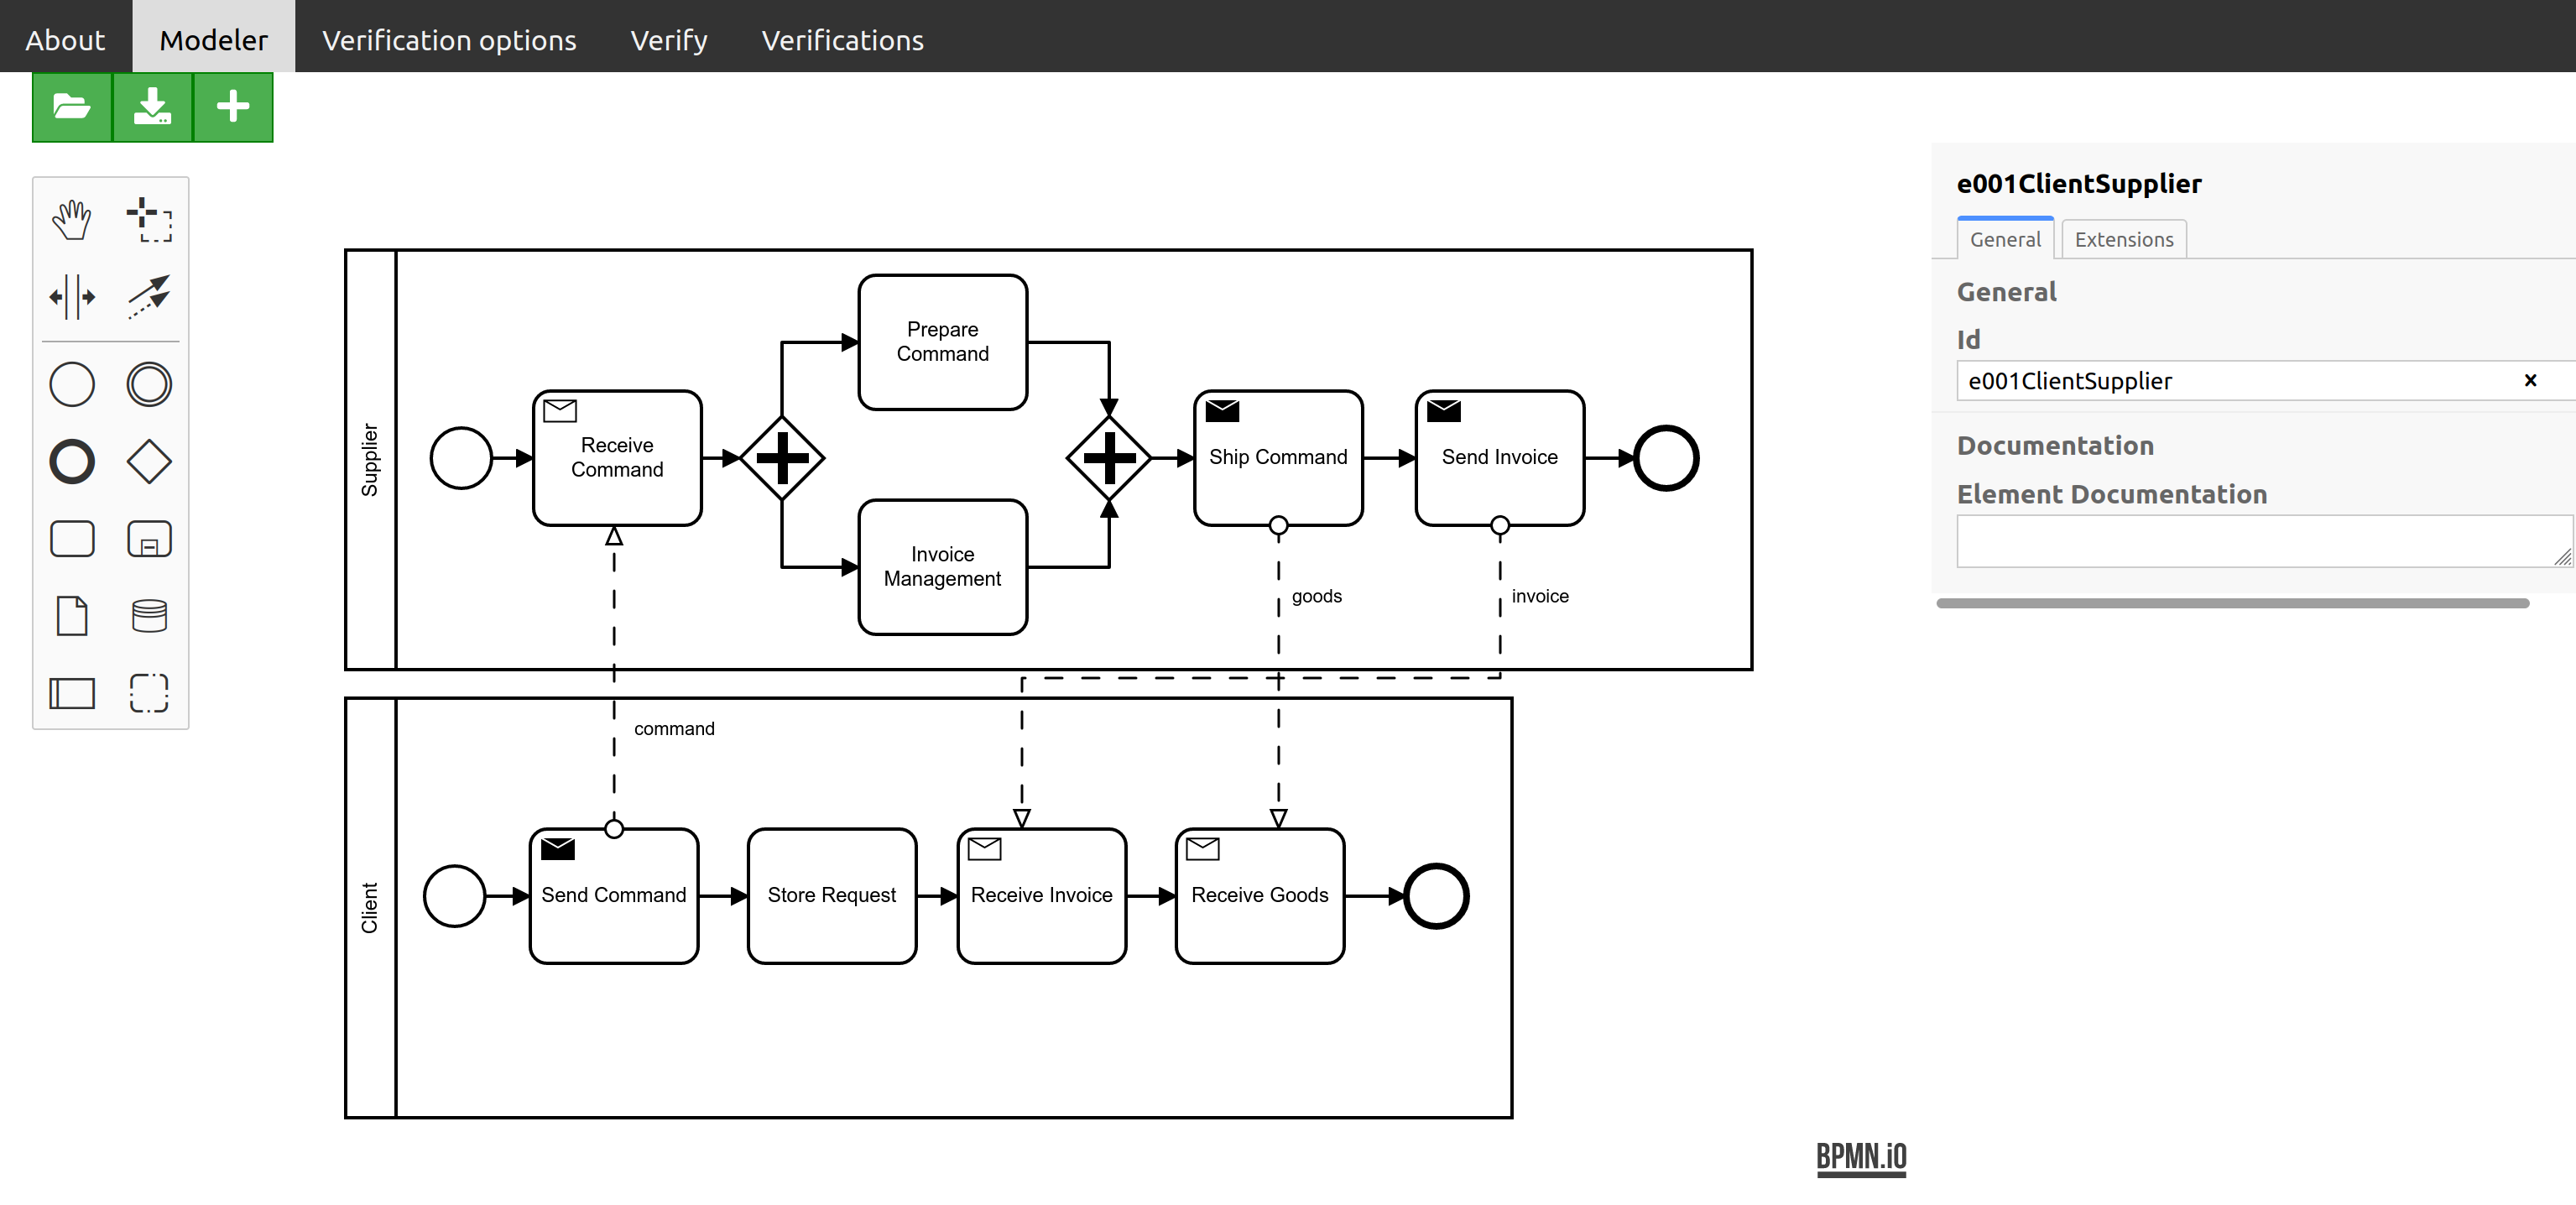 About Modeler Verification options Verify Verifications
e001ClientSupplier
General Extensions
General
Id
e001ClientSupplier ×
Documentation
Element Documentation
Supplier
Receive
Command
Prepare
Command
Invoice
Management
Ship Command
Send Invoice
goods
invoice
command
Client
Send Command
Store Request
Receive Invoice
Receive Goods
BPMN.iO